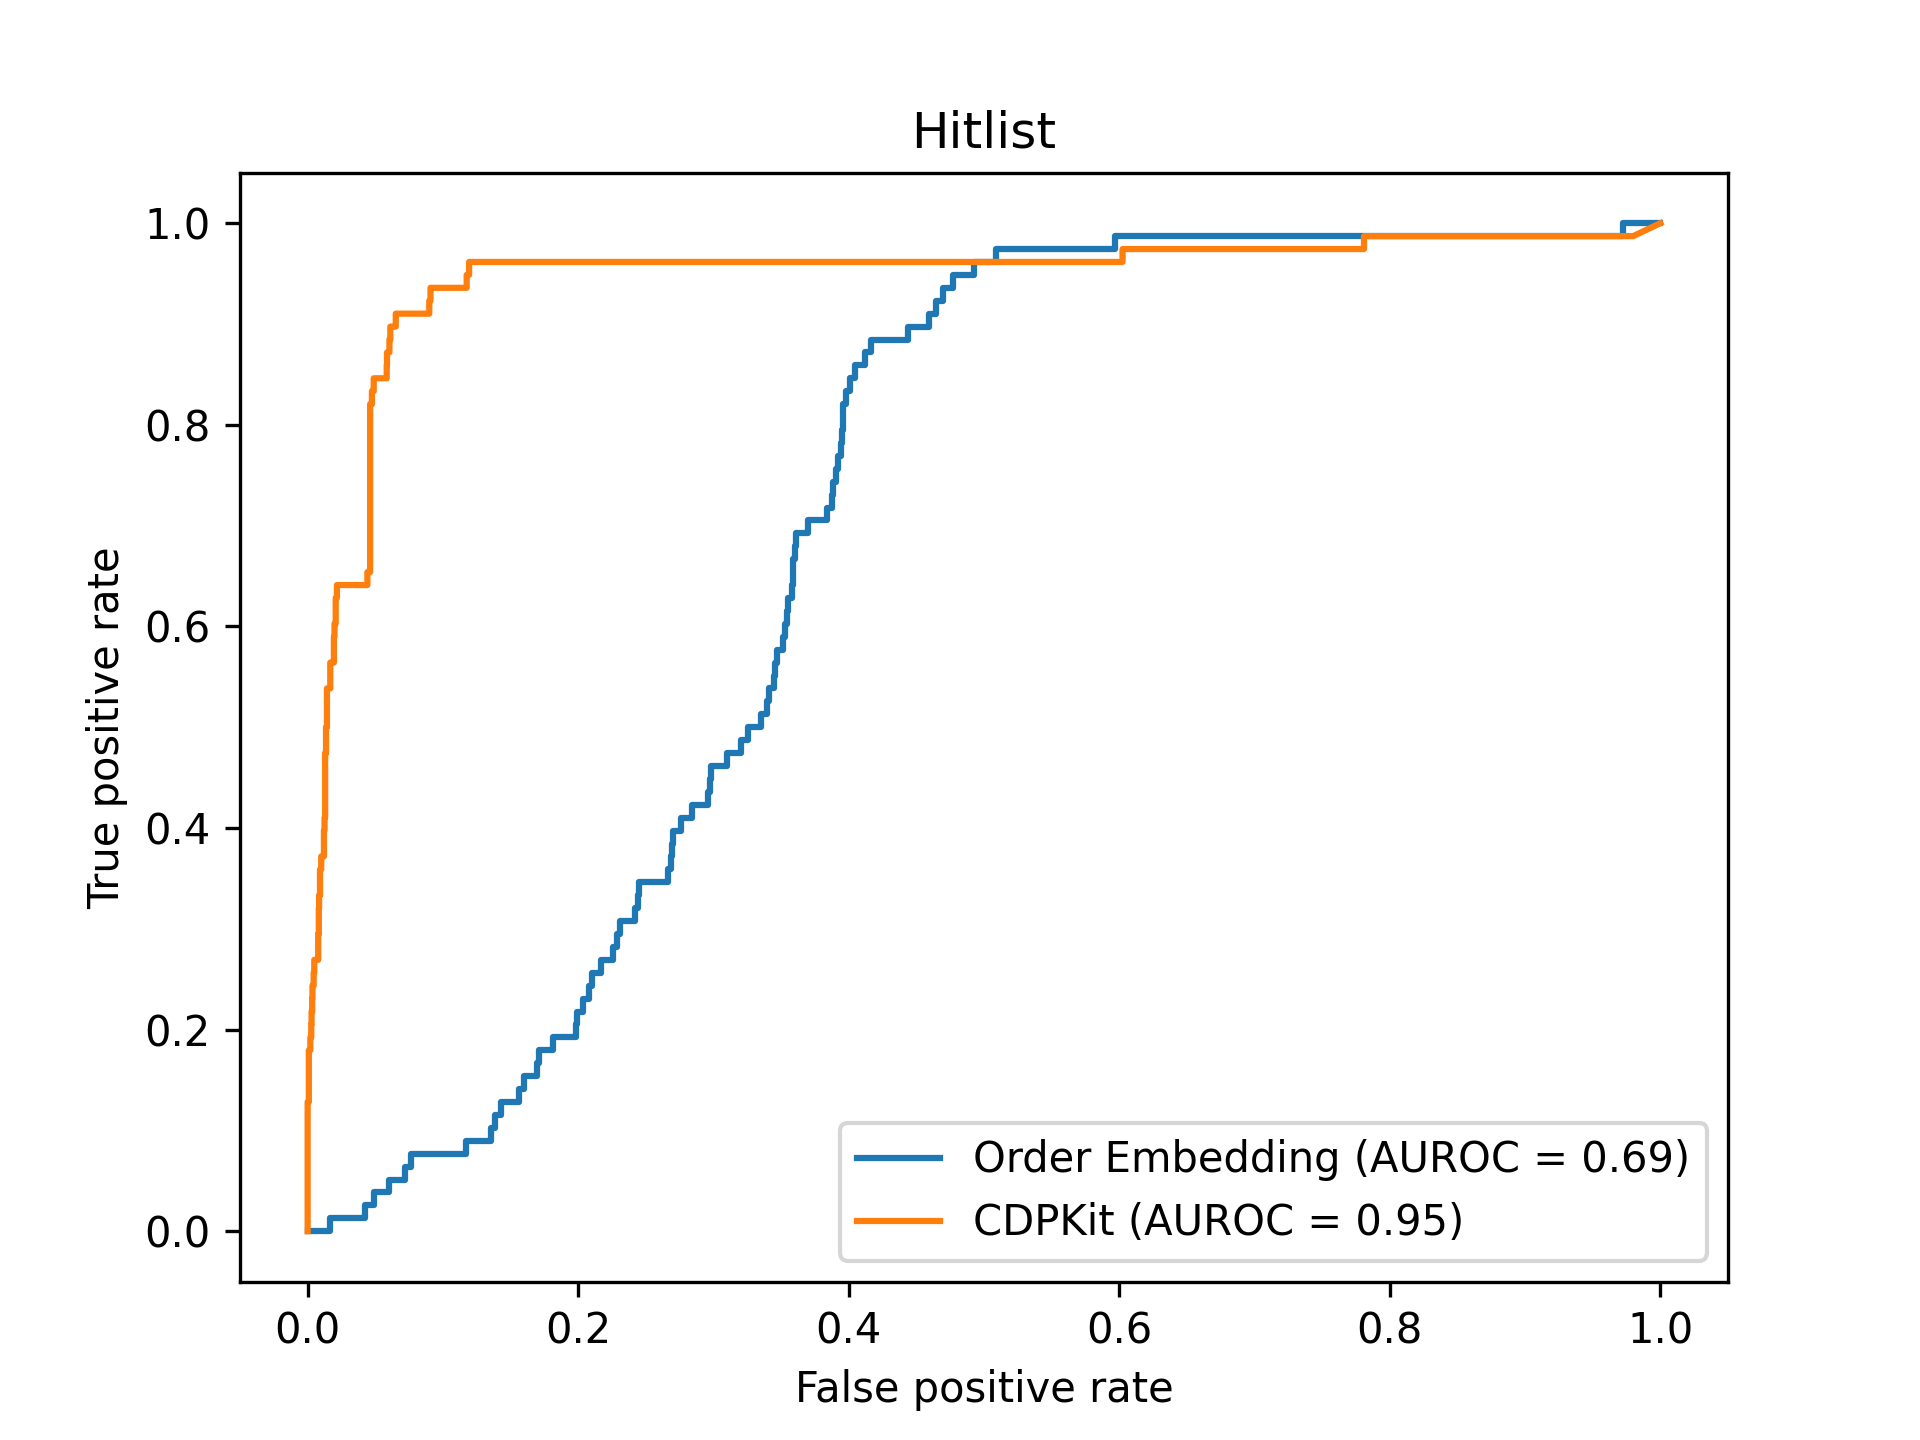 Hitlist
True positive rate
1.0
0.8
0.6
0.4
0.2
0.0
Order Embedding (AUROC = 0.69)
CDPKit (AUROC = 0.95)
0.0 0.2 0.4 0.6 0.8 1.0
False positive rate